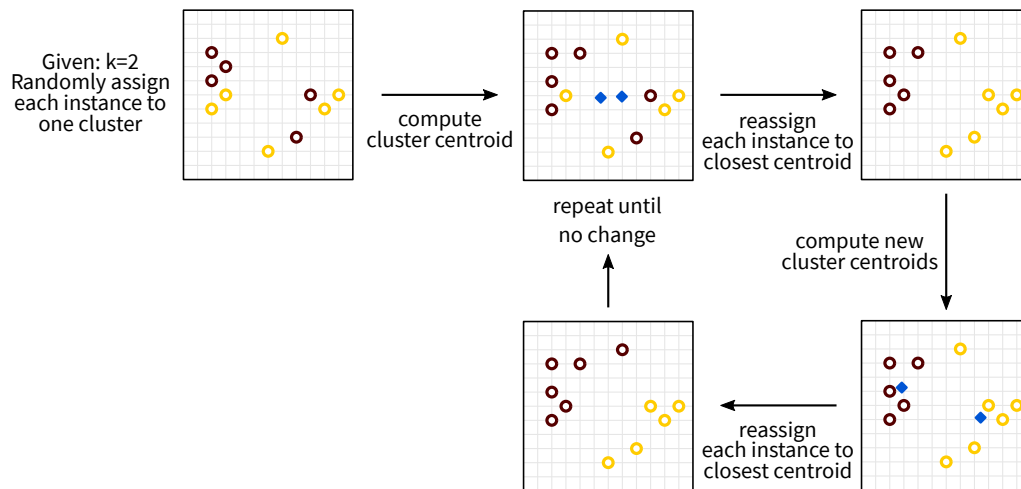 Given: k=2
Randomly assign
each instance to
one cluster
compute
cluster centroid
reassign
each instance to
closest centroid
compute new
cluster centroids
reassign
each instance to
closest centroid
repeat until
no change